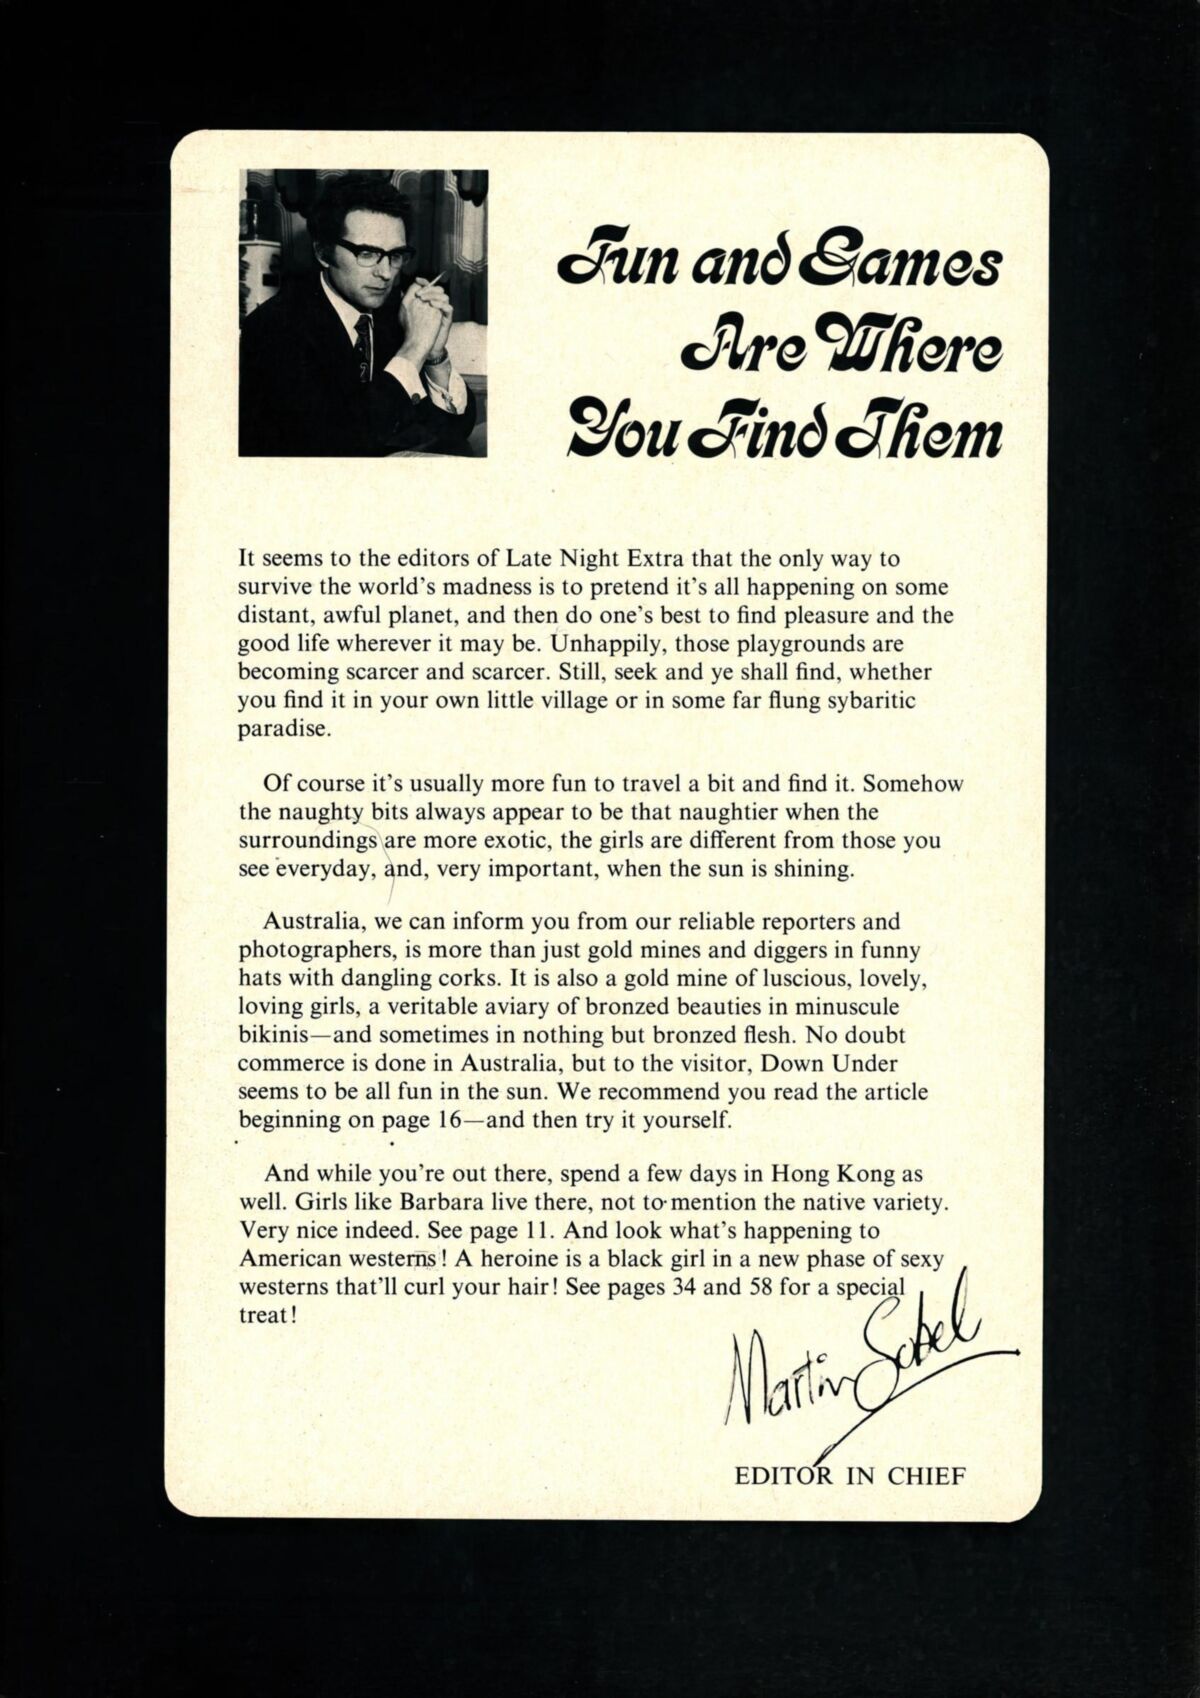 Fun and Games
Are Where
You Find Them
It seems to the editors of Late Night Extra that the only way to
survive the world's madness is to pretend it's all happening on some
distant, awful planet, and then do one's best to find pleasure and the
good life wherever it may be. Unhappily, those playgrounds are
becoming scarcer and scarcer. Still, seek and ye shall find, whether
you find it in your own little village or in some far flung sybaritic
paradise.
Of course it's usually more fun to travel a bit and find it. Somehow
the naughty bits always appear to be that naughtier when the
surroundings are more exotic, the girls are different from those you
see everyday, and, very important, when the sun is shining.
Australia, we can inform you from our reliable reporters and
photographers, is more than just gold mines and diggers in funny
hats with dangling corks. It is also a gold mine of luscious, lovely,
loving girls, a veritable aviary of bronzed beauties in minuscule
bikinis—and sometimes in nothing but bronzed flesh. No doubt
commerce is done in Australia, but to the visitor, Down Under
seems to be all fun in the sun. We recommend you read the article
beginning on page 16—and then try it yourself.
And while you're out there, spend a few days in Hong Kong as
well. Girls like Barbara live there, not to mention the native variety.
Very nice indeed. See page 11. And look what's happening to
American westerns! A heroine is a black girl in a new phase of sexy
westerns that'll curl your hair! See pages 34 and 58 for a special
treat!
Martin Sobel
EDITOR IN CHIEF